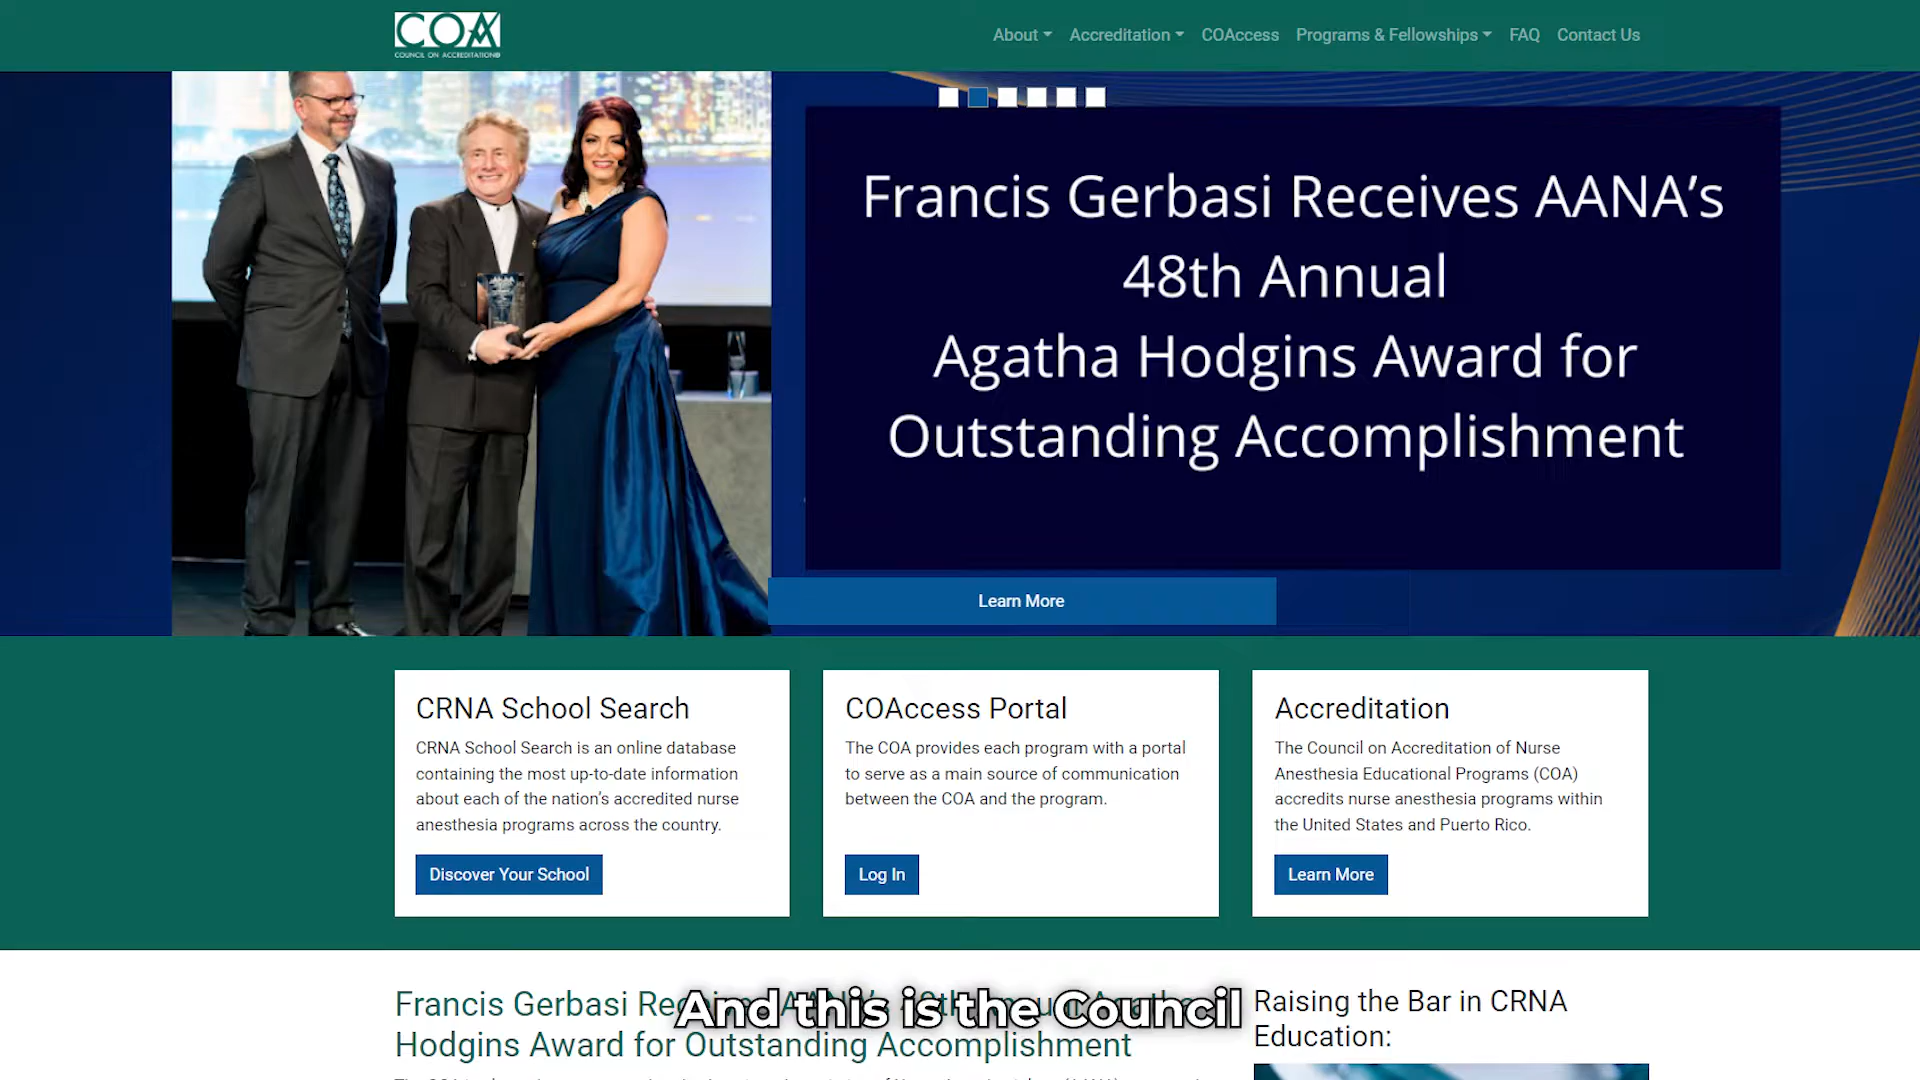 COA
COUNCIL ON ACCREDITATION®
About
Accreditation
COAccess
Programs & Fellowships
FAQ
Contact Us
Francis Gerbasi Receives AANA’s
48th Annual
Agatha Hodgins Award for
Outstanding Accomplishment
Learn More
CRNA School Search
CRNA School Search is an online database
containing the most up-to-date information
about each of the nation’s accredited nurse
anesthesia programs across the country.
Discover Your School
COAccess Portal
The COA provides each program with a portal
to serve as a main source of communication
between the COA and the program.
Log In
Accreditation
The Council on Accreditation of Nurse
Anesthesia Educational Programs (COA)
accredits nurse anesthesia programs within
the United States and Puerto Rico.
Learn More
Francis Gerbasi
Hodgins Award for Outstanding Accomplishment
And this is the Council
Raising the Bar in CRNA
Education: